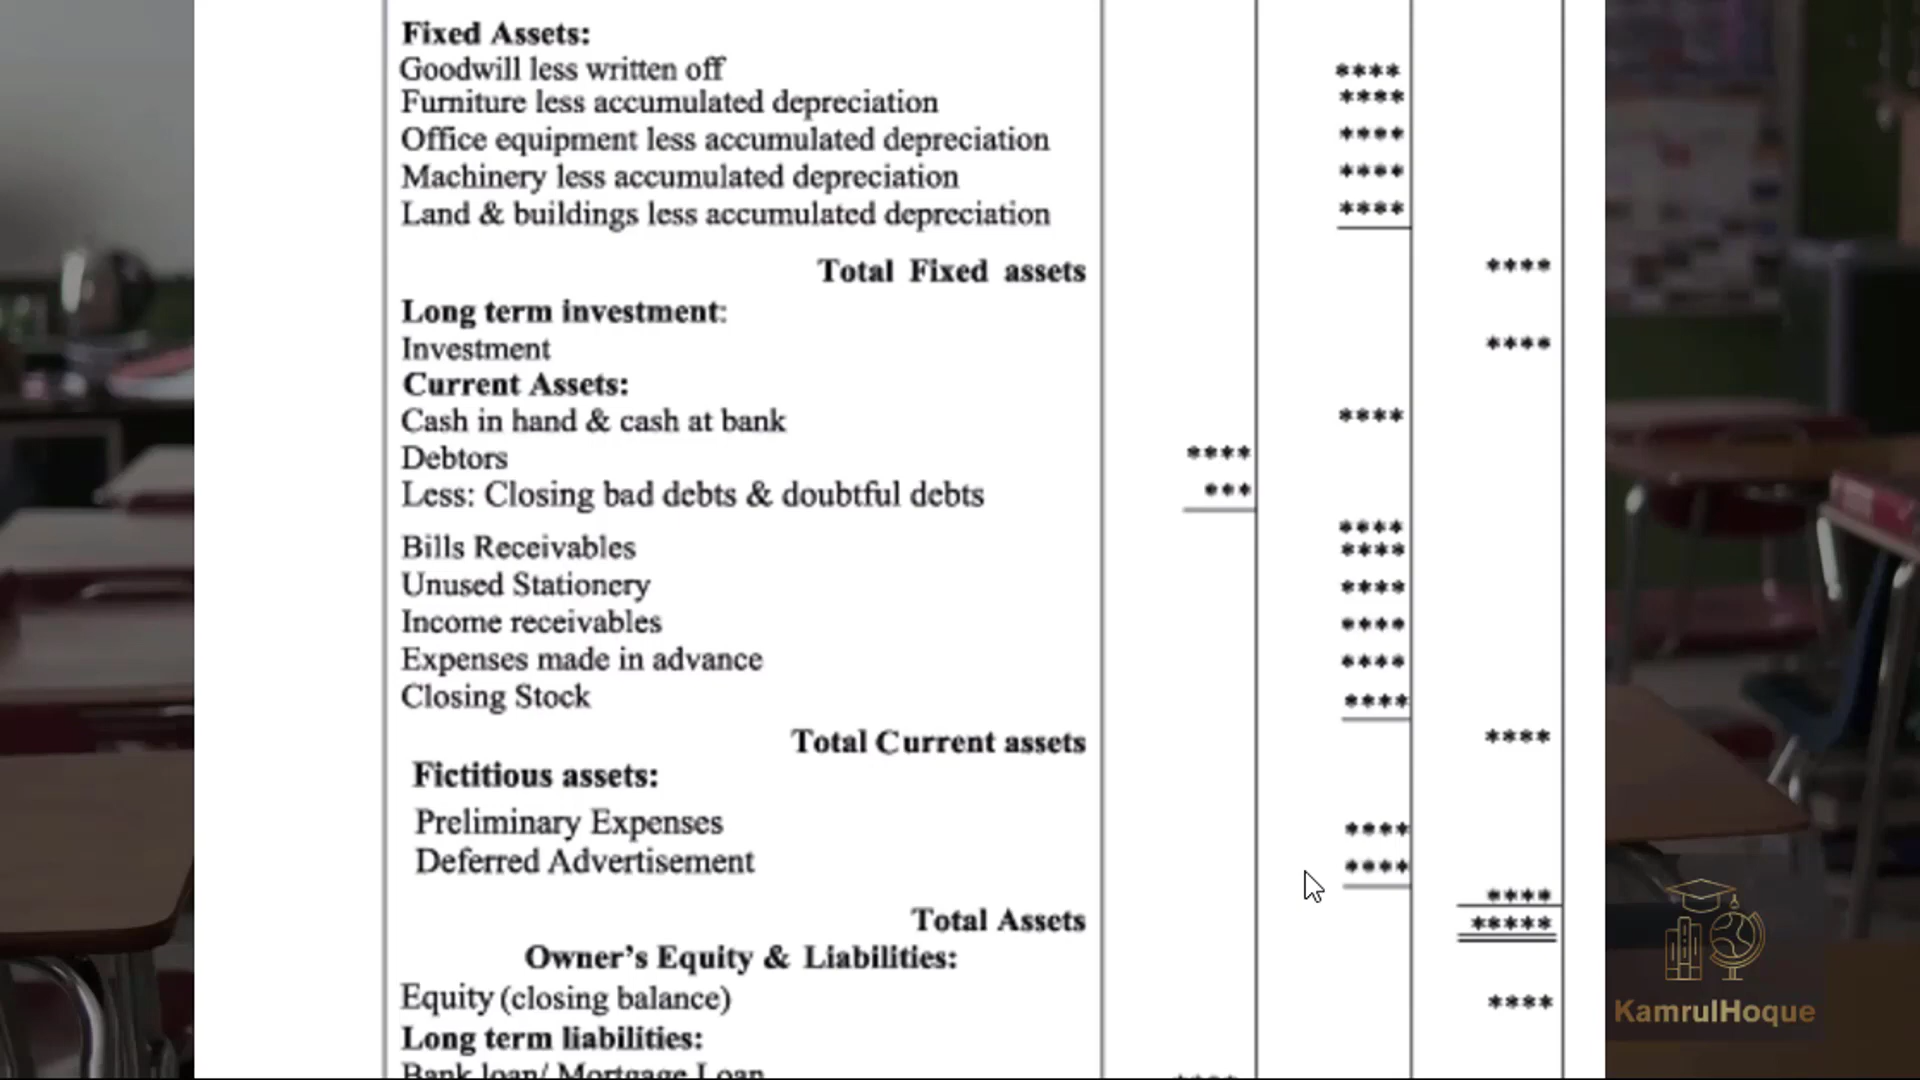 Fixed Assets:
Goodwill less written off ****
Furniture less accumulated depreciation ****
Office equipment less accumulated depreciation ****
Machinery less accumulated depreciation ****
Land & buildings less accumulated depreciation ****
Total Fixed assets ****
Long term investment:
Investment ****
Current Assets:
Cash in hand & cash at bank ****
Debtors ****
Less: Closing bad debts & doubtful debts ***
****
Bills Receivables ****
Unused Stationery ****
Income receivables ****
Expenses made in advance ****
Closing Stock ****
Total Current assets ****
Fictitious assets:
Preliminary Expenses ****
Deferred Advertisement ****
****
Total Assets *****
Owner's Equity & Liabilities:
Equity (closing balance) ****
Long term liabilities:
Bank loan/ Mortgage Loan ****
KamrulHoque